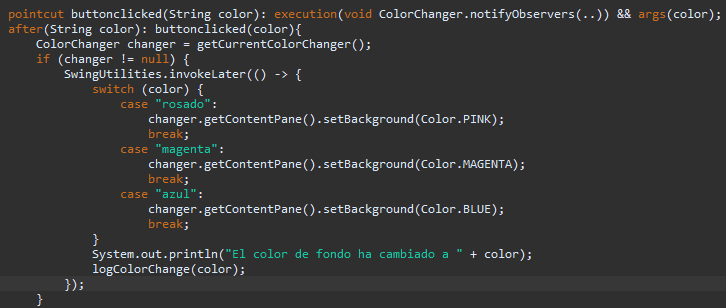 pointcut buttonclicked(String color): execution(void ColorChanger.notifyObservers(..)) && args(color);
after(String color): buttonclicked(color){
    ColorChanger changer = getCurrentColorChanger();
    if (changer != null) {
        SwingUtilities.invokeLater(() -> {
            switch (color) {
                case "rosado":
                    changer.getContentPane().setBackground(Color.PINK);
                    break;
                case "magenta":
                    changer.getContentPane().setBackground(Color.MAGENTA);
                    break;
                case "azul":
                    changer.getContentPane().setBackground(Color.BLUE);
                    break;
            }
            System.out.println("El color de fondo ha cambiado a " + color);
            logColorChange(color);
        });
    }